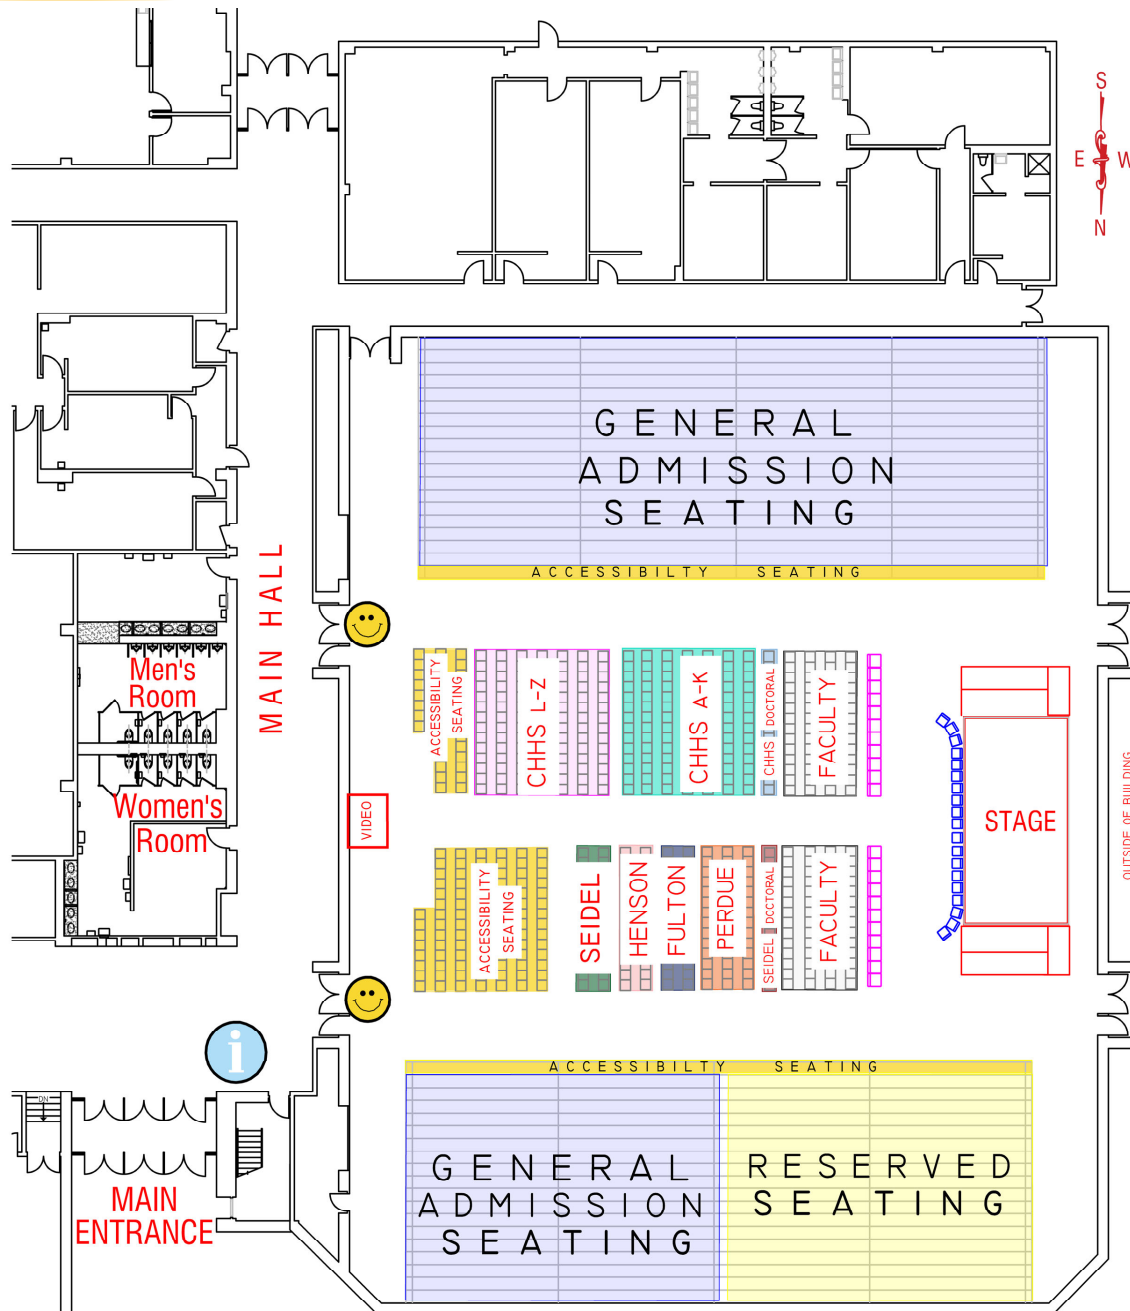 S
E W
N
GENERAL
ADMISSION
SEATING
ACCESSIBILTY SEATING
MAIN HALL
Men's
Room
Women's
Room
ACCESSIBILITY
SEATING
CHHS L-Z
CHHS A-K
CHHS DOCTORAL
FACULTY
VIDEO
STAGE
OUTSIDE OF BUILDING
ACCESSIBILITY
SEATING
SEIDEL
HENSON
FULTON
PERDUE
SEIDEL DOCTORAL
FACULTY
i
ACCESSIBILTY SEATING
DN
MAIN
ENTRANCE
GENERAL
ADMISSION
SEATING
RESERVED
SEATING